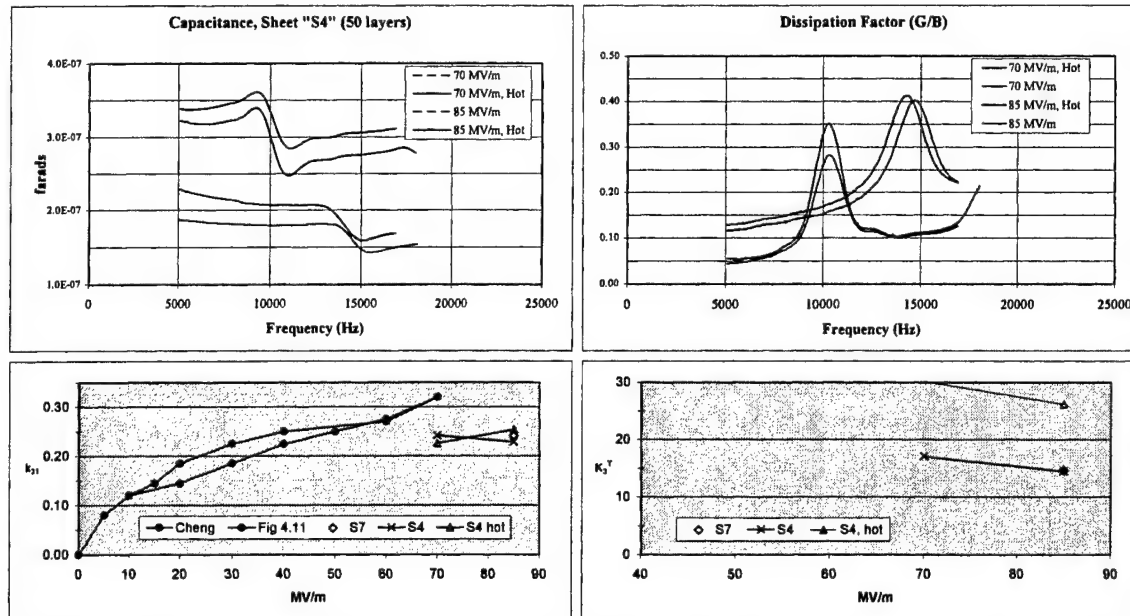 Capacitance, Sheet "S4" (50 layers)
4.0E-07
3.0E-07
2.0E-07
1.0E-07
farads
70 MV/m
70 MV/m, Hot
85 MV/m
85 MV/m, Hot
0
5000
10000
15000
20000
25000
Frequency (Hz)
Dissipation Factor (G/B)
0.50
0.40
0.30
0.20
0.10
0.00
70 MV/m, Hot
70 MV/m
85 MV/m, Hot
85 MV/m
0
5000
10000
15000
20000
25000
Frequency (Hz)
0.30
0.20
0.10
0.00
k31
Cheng
Fig 4.11
S7
S4
S4 hot
0
10
20
30
40
50
60
70
80
90
MV/m
30
20
10
0
K3T
S7
S4
S4, hot
40
50
60
70
80
90
MV/m